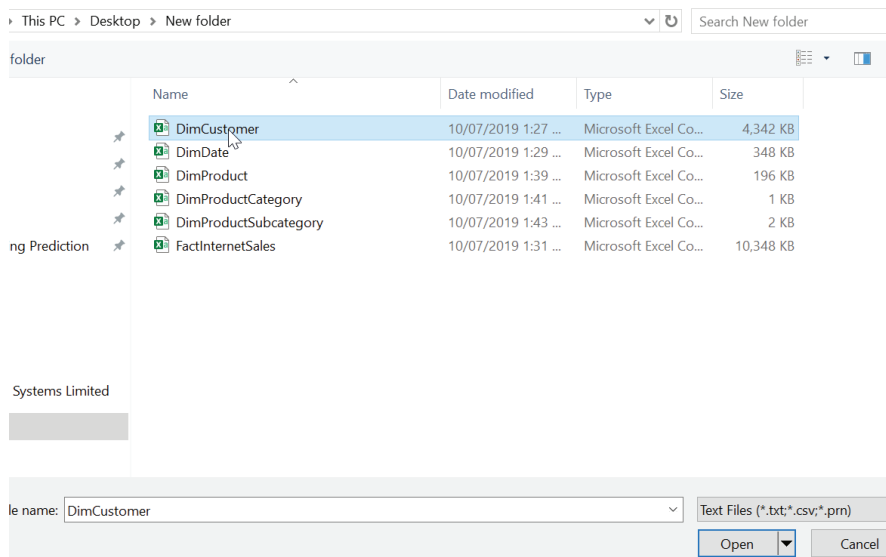 This PC > Desktop > New folder Search New folder
folder
Name Date modified Type Size
DimCustomer 10/07/2019 1:27 ... Microsoft Excel Co... 4,342 KB
DimDate 10/07/2019 1:29 ... Microsoft Excel Co... 348 KB
DimProduct 10/07/2019 1:39 ... Microsoft Excel Co... 196 KB
DimProductCategory 10/07/2019 1:41 ... Microsoft Excel Co... 1 KB
DimProductSubcategory 10/07/2019 1:43 ... Microsoft Excel Co... 2 KB
ng Prediction FactInternetSales 10/07/2019 1:31 ... Microsoft Excel Co... 10,348 KB
Systems Limited
le name: DimCustomer Text Files (*.txt;*.csv;*.prn)
Open Cancel